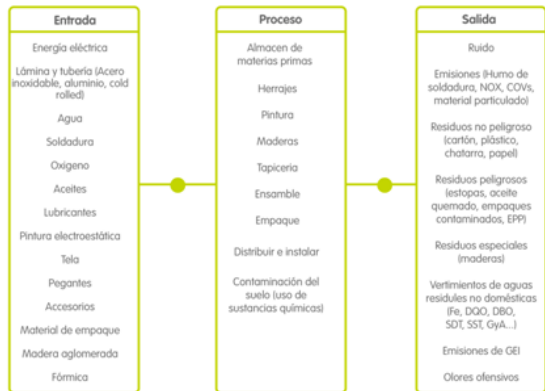 Entrada
Energía eléctrica
Lámina y tubería (Acero
inoxidable, aluminio, cold
rolled)
Agua
Soldadura
Oxigeno
Aceites
Lubricantes
Pintura electroestática
Tela
Pegantes
Accesorios
Material de empaque
Madera aglomerada
Fórmica
Proceso
Almacen de
materias primas
Herrajes
Pintura
Maderas
Tapiceria
Ensamble
Empaque
Distribuir e instalar
Contaminación del
suelo (uso de
sustancias químicas)
Salida
Ruido
Emisiones (Humo de
soldadura, NOX, COVs,
material particulado)
Residuos no peligroso
(cartón, plástico,
chatarra, papel)
Residuos peligrosos
(estopas, aceite
quemado, empaques
contaminados, EPP)
Residuos especiales
(maderas)
Vertimientos de aguas
residules no domésticas
(Fe, DQO, DBO,
SDT, SST, GyA...)
Emisiones de GEI
Olores ofensivos